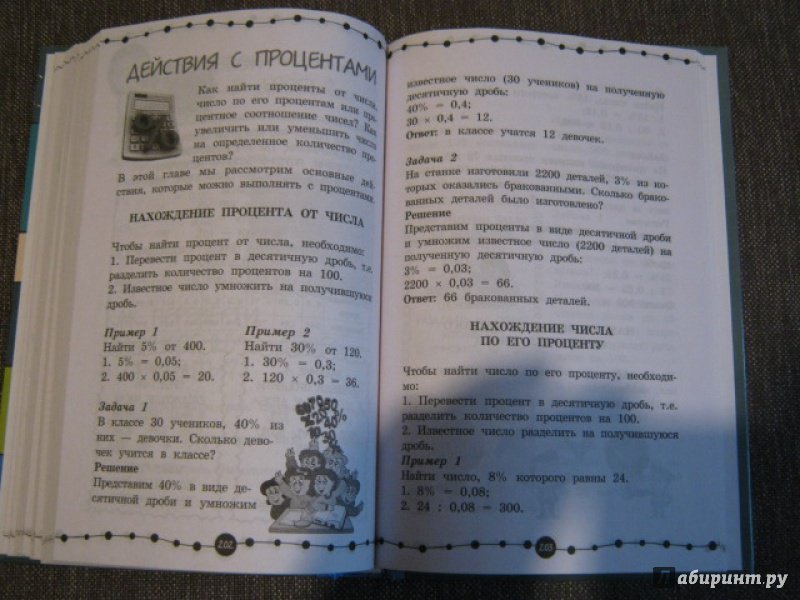 ДЕЙСТВИЯ С ПРОЦЕНТАМИ
Как найти проценты от числа,
число по его процентам или про-
центное соотношение чисел? Как
увеличить или уменьшить число
на определенное количество про-
центов?
В этой главе мы рассмотрим основные дей-
ствия, которые можно выполнять с процентами.
НАХОЖДЕНИЕ ПРОЦЕНТА ОТ ЧИСЛА
Чтобы найти процент от числа, необходимо:
1. Перевести процент в десятичную дробь, т.е.
разделить количество процентов на 100.
2. Известное число умножить на получившуюся
дробь.
Пример 1
Найти 5% от 400.
1. 5% = 0,05;
2. 400 × 0,05 = 20.
Пример 2
Найти 30% от 120.
1. 30% = 0,3;
2. 120 × 0,3 = 36.
Задача 1
В классе 30 учеников, 40% из
них — девочки. Сколько дево-
чек учится в классе?
Решение
Представим 40% в виде де-
сятичной дроби и умножим
202
известное число (30 учеников) на полученную
десятичную дробь:
40% = 0,4;
30 × 0,4 = 12.
Ответ: в классе учатся 12 девочек.
Задача 2
На станке изготовили 2200 деталей, 3% из ко-
торых оказались бракованными. Сколько брако-
ванных деталей было изготовлено?
Решение
Представим проценты в виде десятичной дроби
и умножим известное число (2200 деталей) на
полученную десятичную дробь:
3% = 0,03;
2200 × 0,03 = 66.
Ответ: 66 бракованных деталей.
НАХОЖДЕНИЕ ЧИСЛА
ПО ЕГО ПРОЦЕНТУ
Чтобы найти число по его проценту, необходи-
мо:
1. Перевести процент в десятичную дробь, т.е.
разделить количество процентов на 100.
2. Известное число разделить на получившуюся
дробь.
Пример 1
Найти число, 8% которого равны 24.
1. 8% = 0,08;
2. 24 : 0,08 = 300.
203
Лабиринт.ру